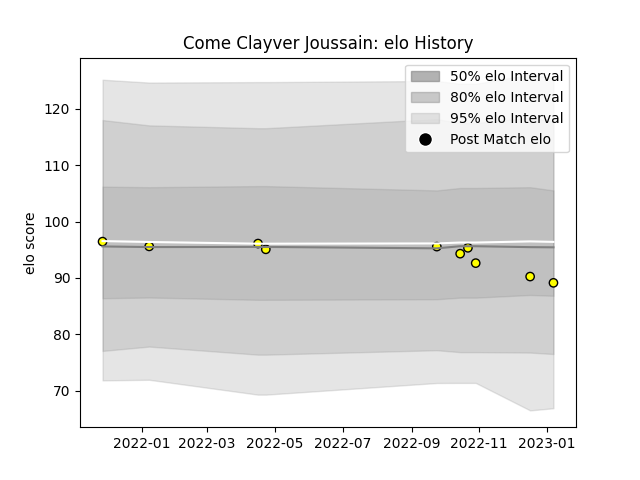 Come Clayver Joussain: elo History
50% elo Interval
80% elo Interval
95% elo Interval
Post Match elo
elo score
120
110
100
90
80
70
2022-01
2022-03
2022-05
2022-07
2022-09
2022-11
2023-01